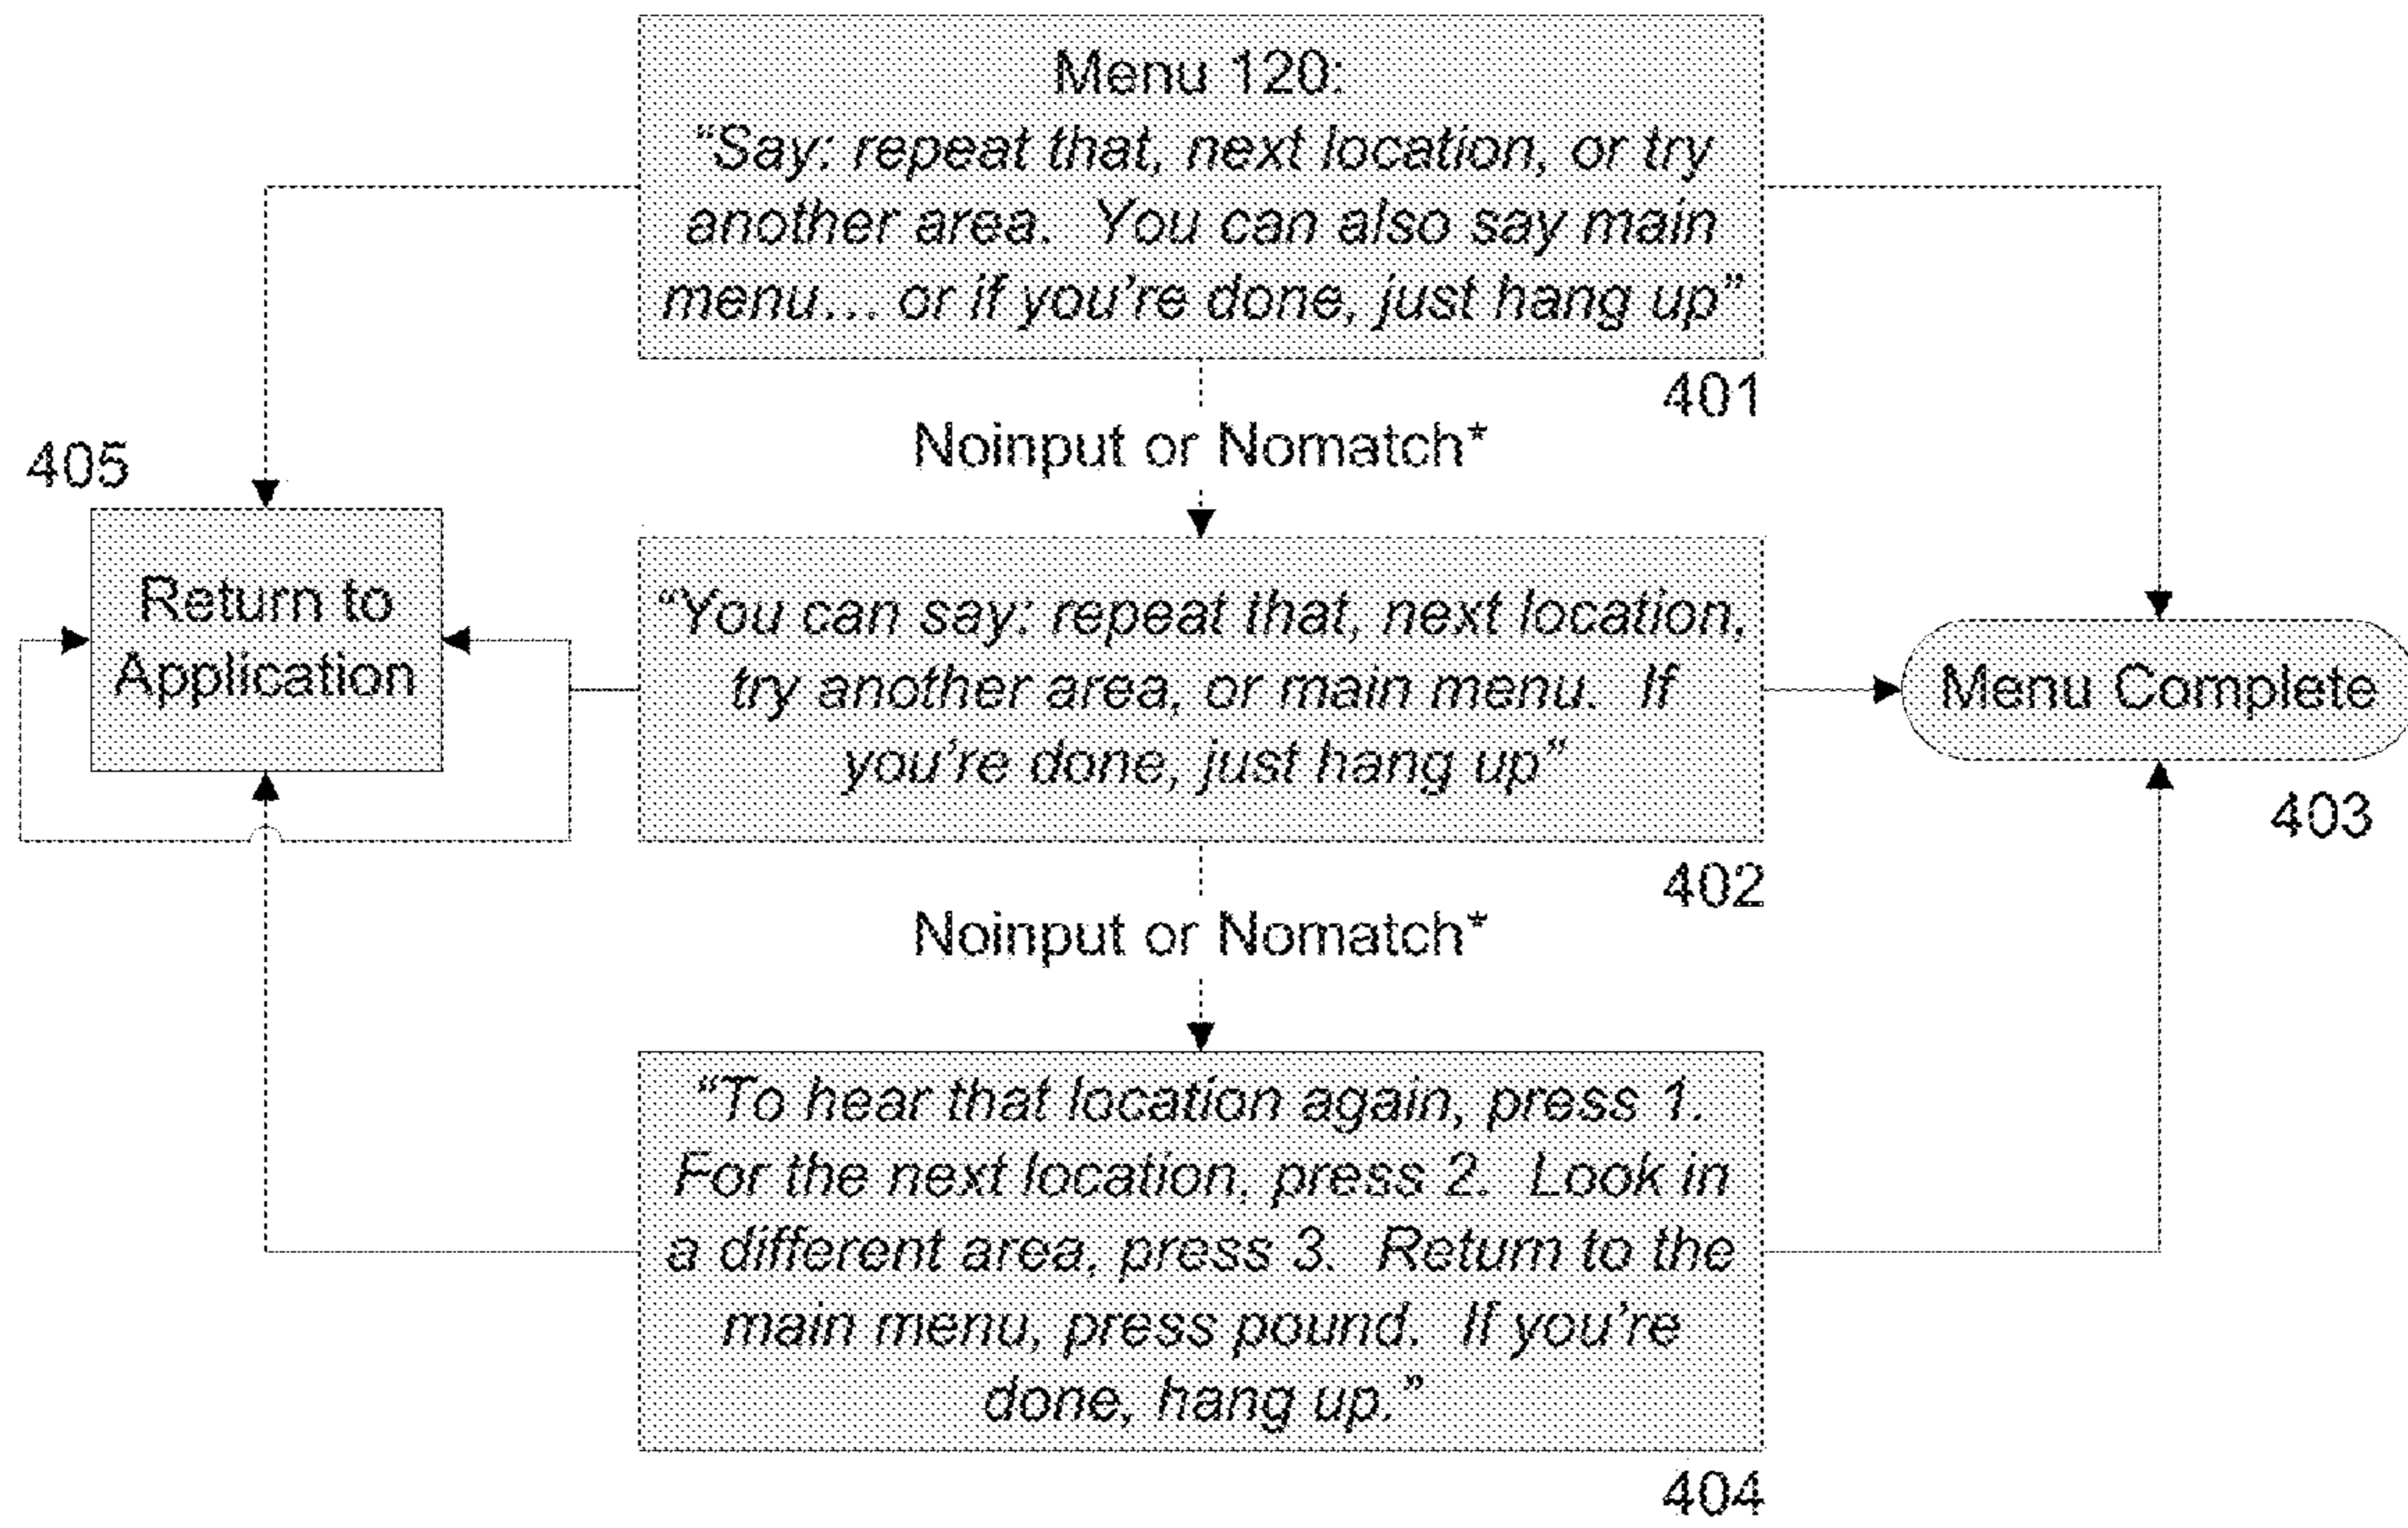 Menu 120:
“Say: repeat that, next location, or try
another area.  You can also say main
menu… or if you’re done, just hang up”
401
Noinput or Nomatch*
405
Return to
Application
“You can say: repeat that, next location,
try another area, or main menu.  If
you’re done, just hang up”
402
Menu Complete
403
Noinput or Nomatch*
“To hear that location again, press 1.
For the next location, press 2.  Look in
a different area, press 3.  Return to the
main menu, press pound.  If you’re
done, hang up.”
404